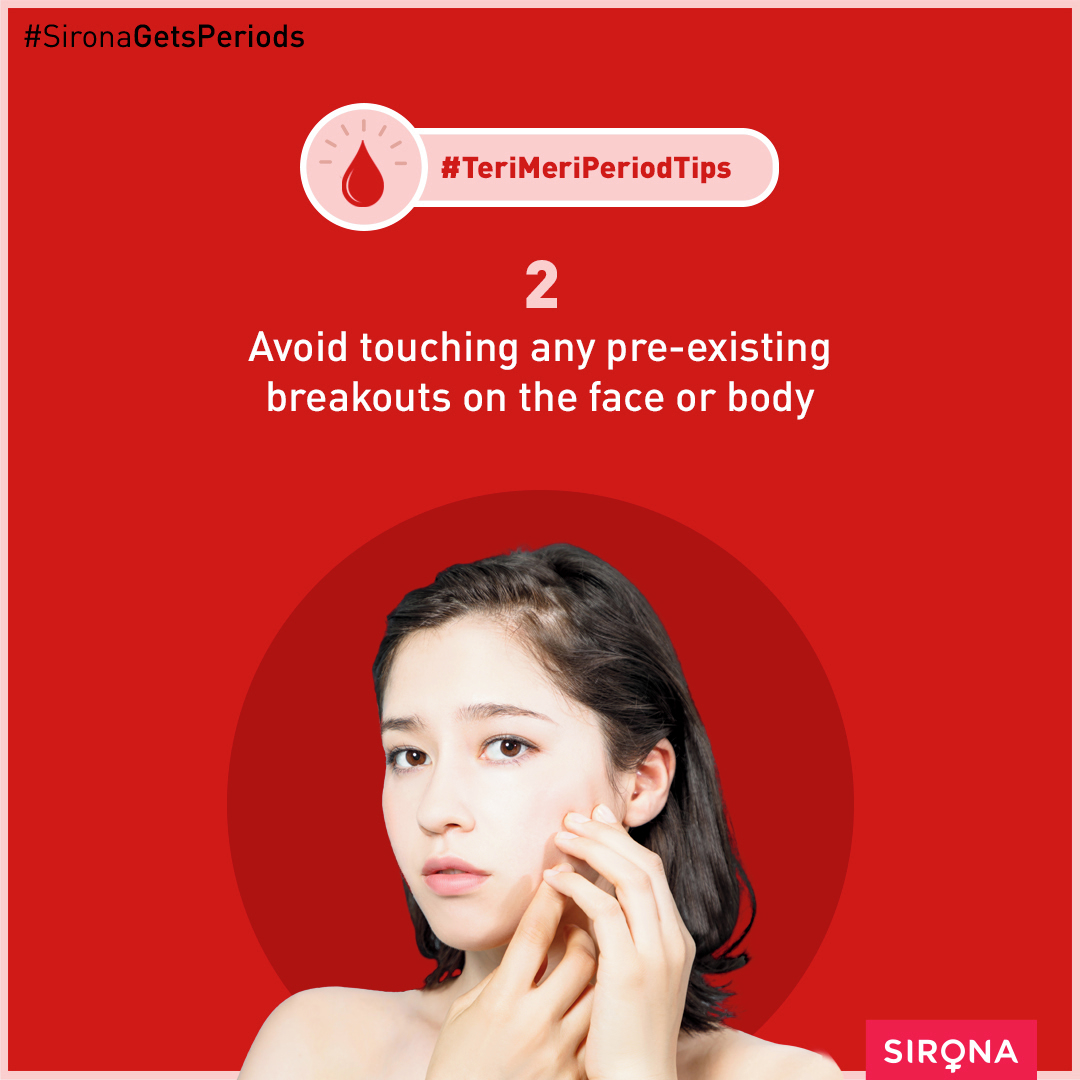 #SironaGetsPeriods
#TeriMeriPeriodTips
2
Avoid touching any pre-existing
breakouts on the face or body
SIRONA